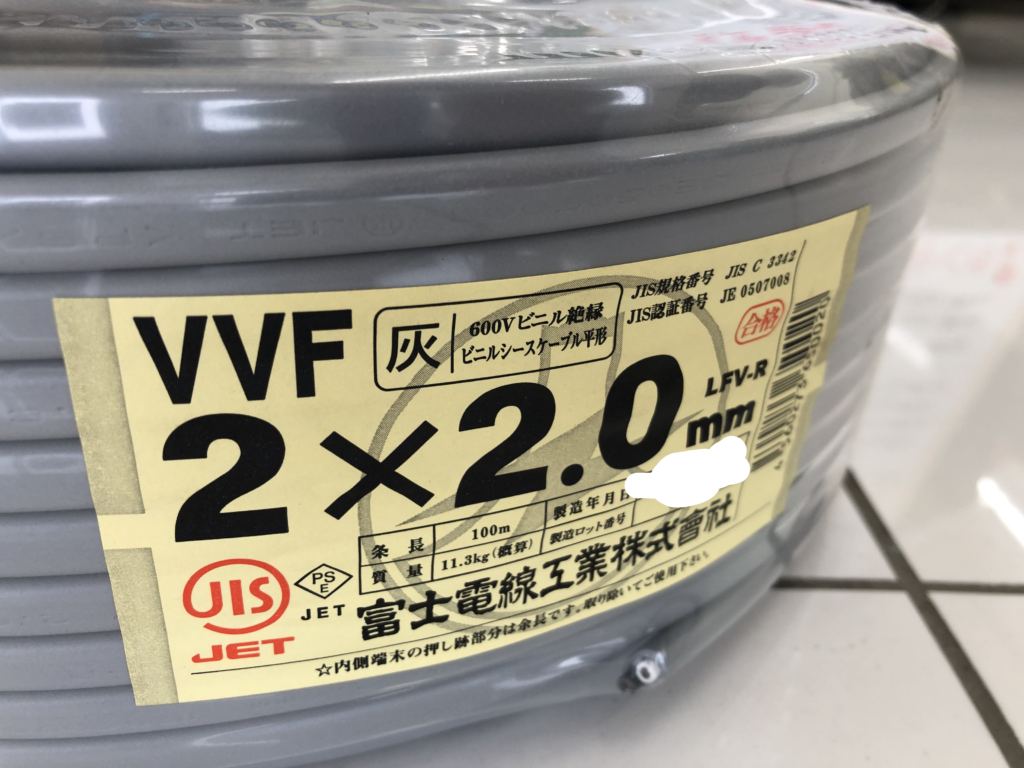 VVF
灰
600Vビニル絶縁
ビニルシースケーブル平形
JIS規格番号 JIS C 3342
JIS認証番号 JE 0507008
合格
2×2.0mm
LFV-R
条長 100m 製造年月日
質量 11.3kg(概算) 製造ロット番号
JIS
JET
PS
E
JET
富士電線工業株式會社
☆内側端末の押し跡部分は余長です。取り除いてご使用下さい。